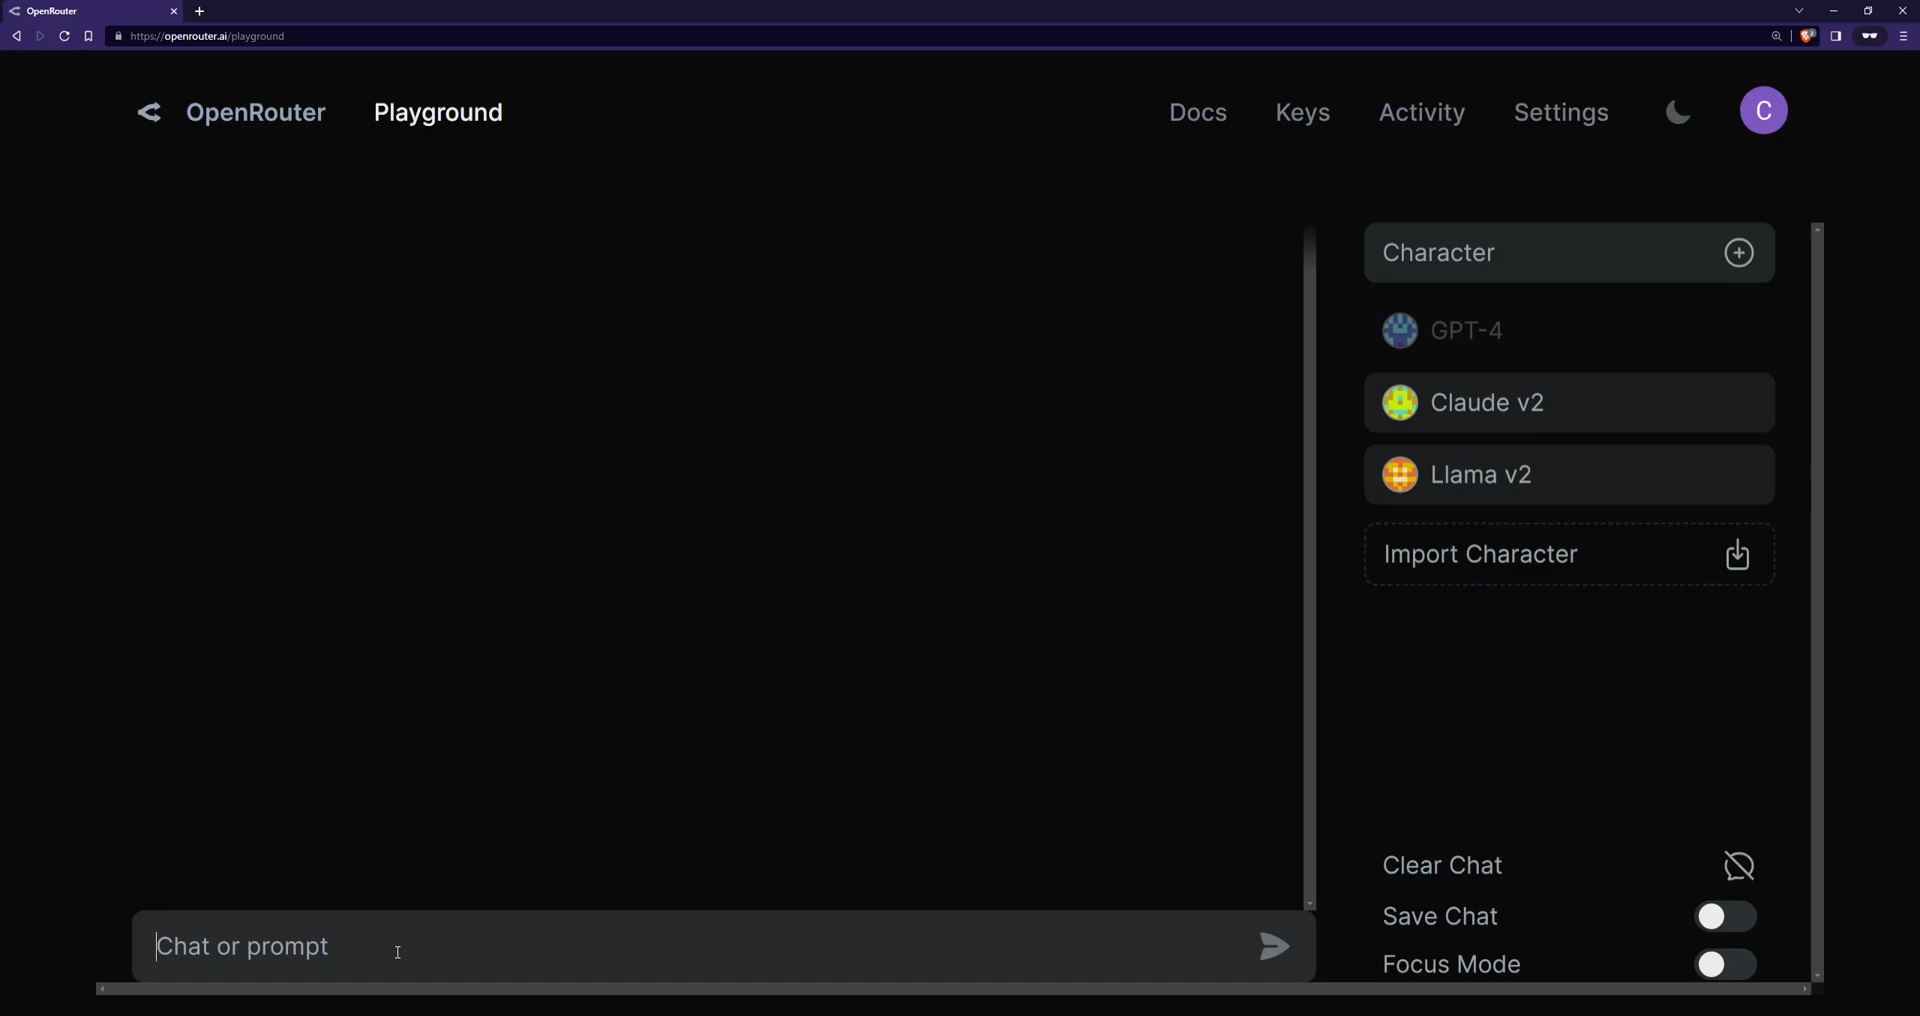 OpenRouter
https://openrouter.ai/playground
2
OpenRouter
Playground
Docs
Keys
Activity
Settings
C
Character
GPT-4
Claude v2
Llama v2
Import Character
Clear Chat
Save Chat
Focus Mode
Chat or prompt